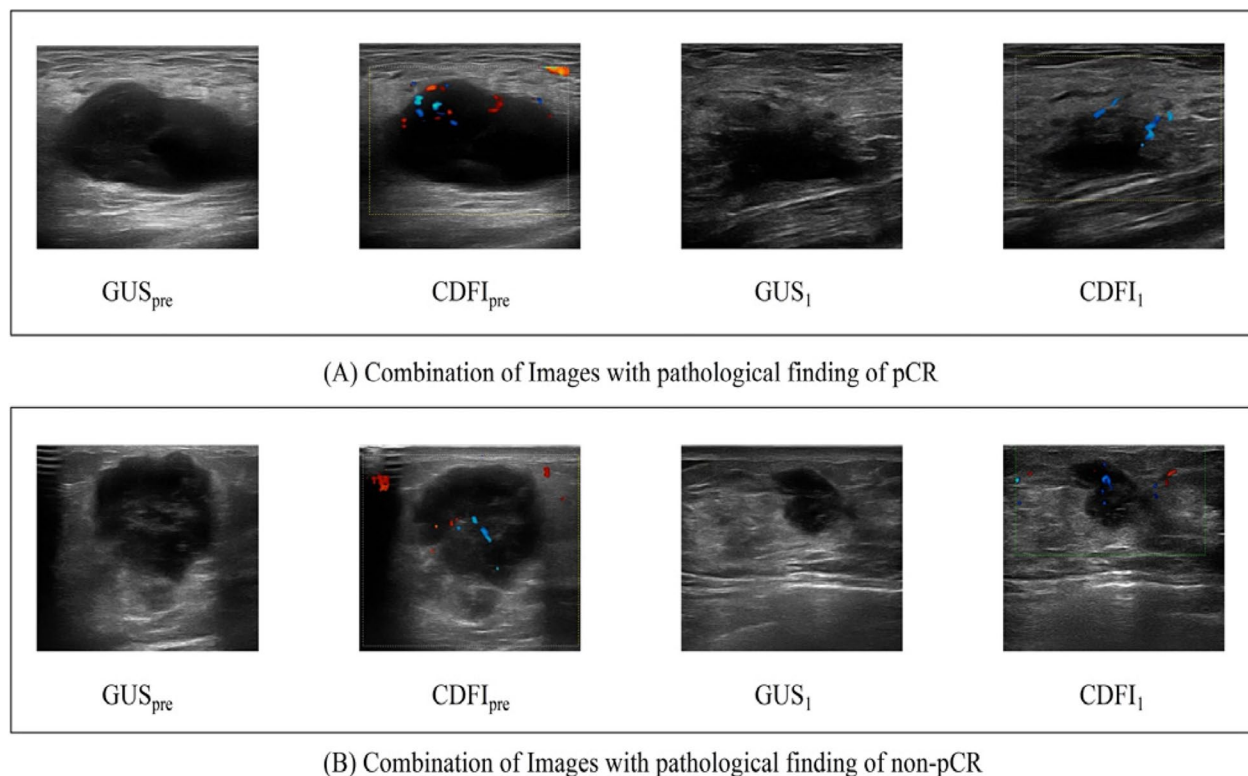 GUSpre CDFIpre GUS1 CDFI1
(A) Combination of Images with pathological finding of pCR
GUSpre CDFIpre GUS1 CDFI1
(B) Combination of Images with pathological finding of non-pCR